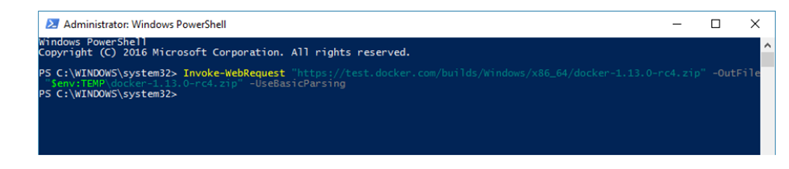 Administrator: Windows PowerShell
Windows PowerShell
Copyright (C) 2016 Microsoft Corporation. All rights reserved.
PS C:\WINDOWS\system32> Invoke-WebRequest "https://test.docker.com/builds/Windows/x86_64/docker-1.13.0-rc4.zip" -OutFile
"$env:TEMP\docker-1.13.0-rc4.zip" -UseBasicParsing
PS C:\WINDOWS\system32>